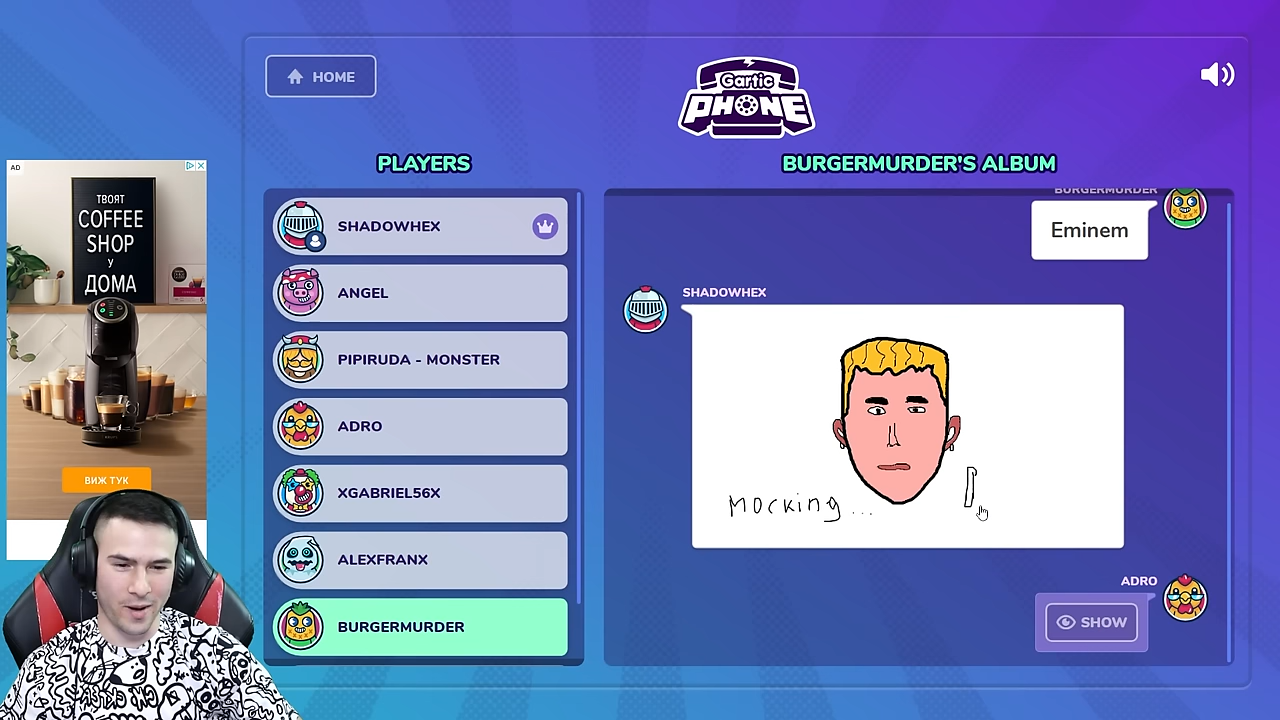 HOME
Gartic
PHONE
PLAYERS
BURGERMURDER'S ALBUM
AD
ТВОЯТ
COFFEE
SHOP
У
ДОМА
ВИЖ ТУК
SHADOWHEX
ANGEL
PIPIRUDA - MONSTER
ADRO
XGABRIEL56X
ALEXFRANX
BURGERMURDER
BURGERMURDER
Eminem
SHADOWHEX
Mocking...
ADRO
SHOW